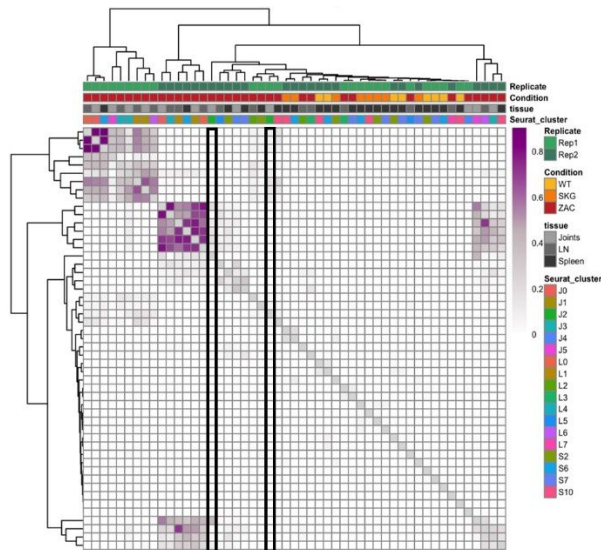 Replicate
Condition
tissue
Seurat_cluster
0.8
0.6
0.4
0.2
0
Replicate
Rep1
Rep2
Condition
WT
SKG
ZAC
tissue
Joints
LN
Spleen
Seurat_cluster
J0
J1
J2
J3
J4
J5
L0
L1
L2
L3
L4
L5
L6
L7
S2
S6
S7
S10